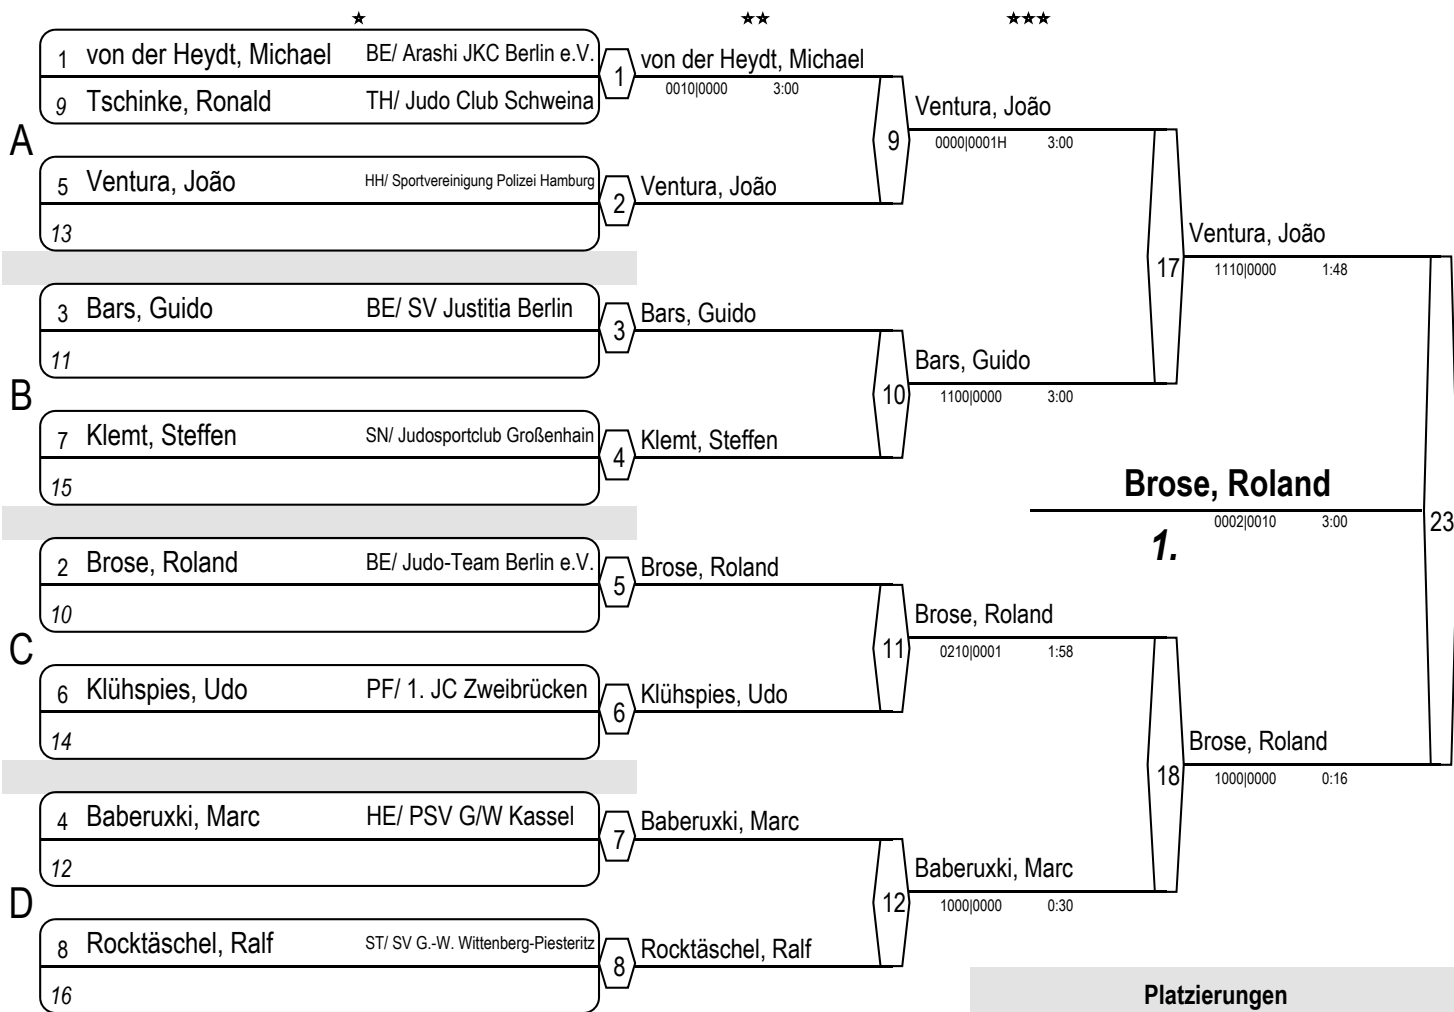 ★ ★★ ★★★
A
1 von der Heydt, Michael BE/ Arashi JKC Berlin e.V.
9 Tschinke, Ronald TH/ Judo Club Schweina
1
von der Heydt, Michael
0010|0000 3:00
5 Ventura, João HH/ Sportvereinigung Polizei Hamburg
13
2
Ventura, João
9
Ventura, João
0000|0001H 3:00
B
3 Bars, Guido BE/ SV Justitia Berlin
11
3
Bars, Guido
7 Klemt, Steffen SN/ Judosportclub Großenhain
15
4
Klemt, Steffen
10
Bars, Guido
1100|0000 3:00
17
Ventura, João
1110|0000 1:48
C
2 Brose, Roland BE/ Judo-Team Berlin e.V.
10
5
Brose, Roland
6 Klühspies, Udo PF/ 1. JC Zweibrücken
14
6
Klühspies, Udo
11
Brose, Roland
0210|0001 1:58
D
4 Baberuxki, Marc HE/ PSV G/W Kassel
12
7
Baberuxki, Marc
8 Rocktäschel, Ralf ST/ SV G.-W. Wittenberg-Piesteritz
16
8
Rocktäschel, Ralf
12
Baberuxki, Marc
1000|0000 0:30
18
Brose, Roland
1000|0000 0:16
23
Brose, Roland
0002|0010 3:00
1.
Platzierungen